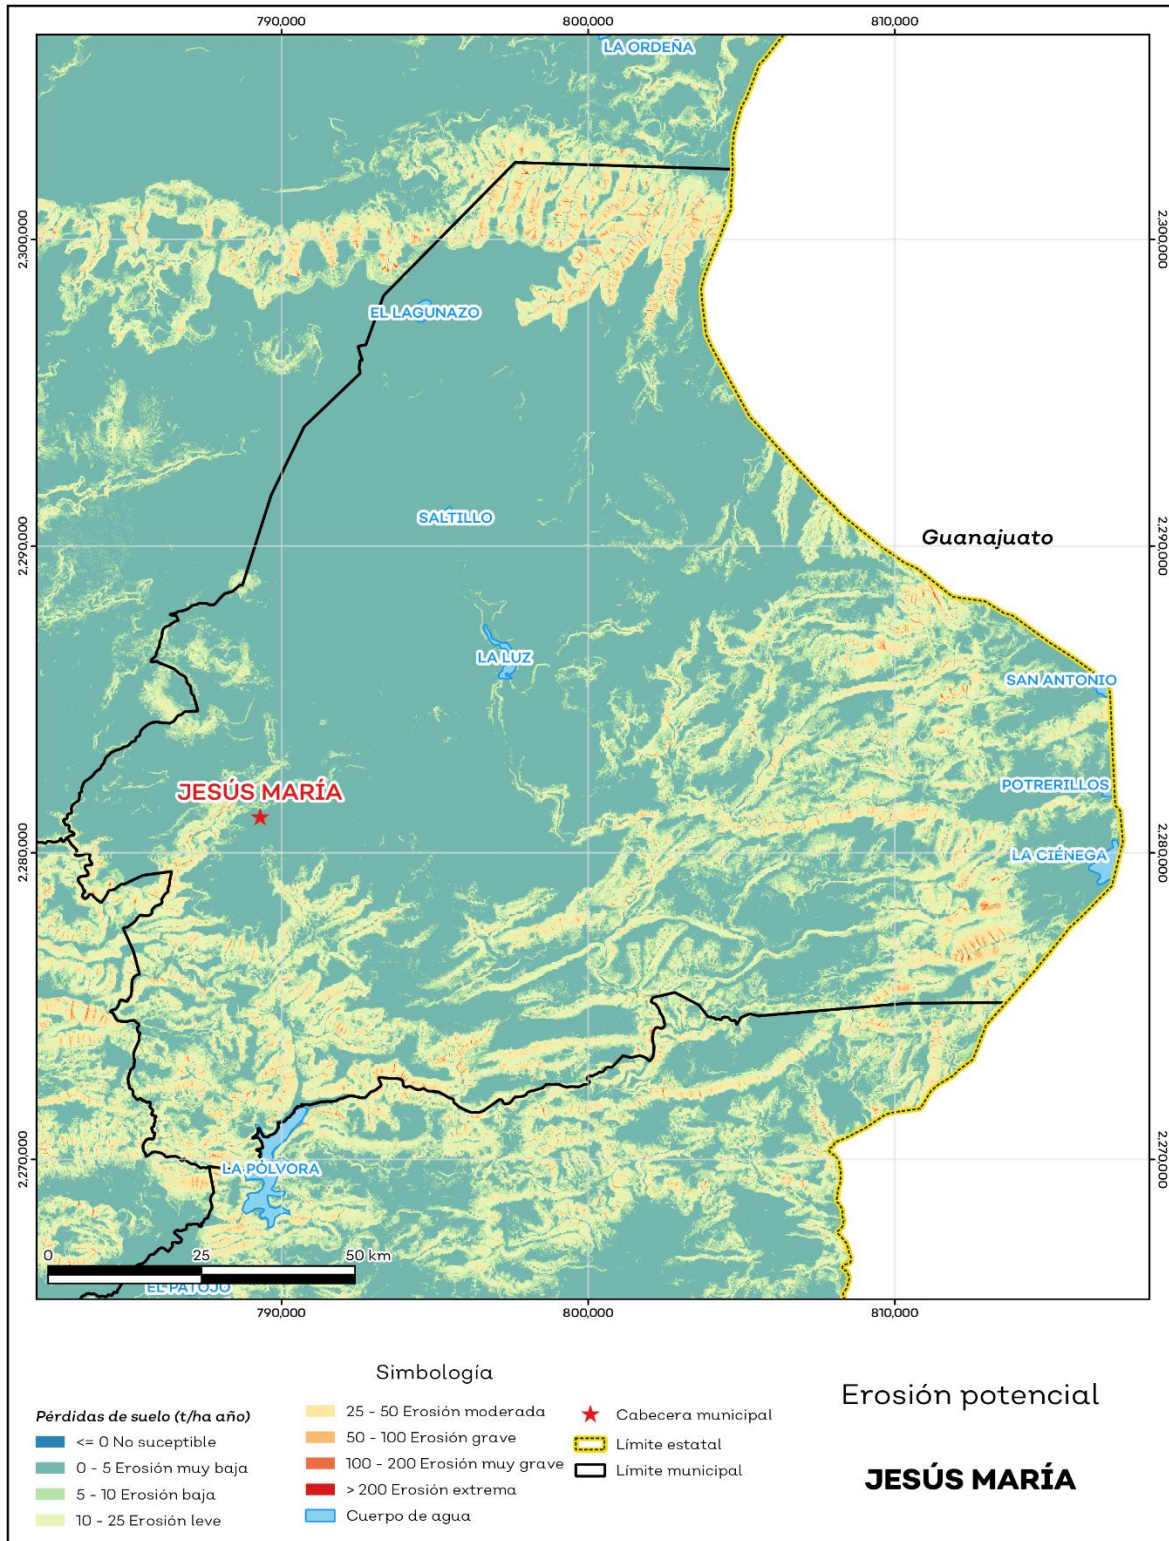 790,000
800,000
810,000
LA ORDEÑA
2,300,000
2,300,000
EL LAGUNAZO
SALTILLO
Guanajuato
2,290,000
2,290,000
LA LUZ
SAN ANTONIO
JESÚS MARÍA
POTRERILLOS
2,280,000
2,280,000
LA CIÉNEGA
2,270,000
2,270,000
LA PÓLVORA
0 25 50 km
EL PATOJO
790,000
800,000
810,000
Simbología
Pérdidas de suelo (t/ha año)
<= 0 No suceptible
0 - 5 Erosión muy baja
5 - 10 Erosión baja
10 - 25 Erosión leve
25 - 50 Erosión moderada
50 - 100 Erosión grave
100 - 200 Erosión muy grave
> 200 Erosión extrema
Cuerpo de agua
Cabecera municipal
Límite estatal
Límite municipal
Erosión potencial
JESÚS MARÍA